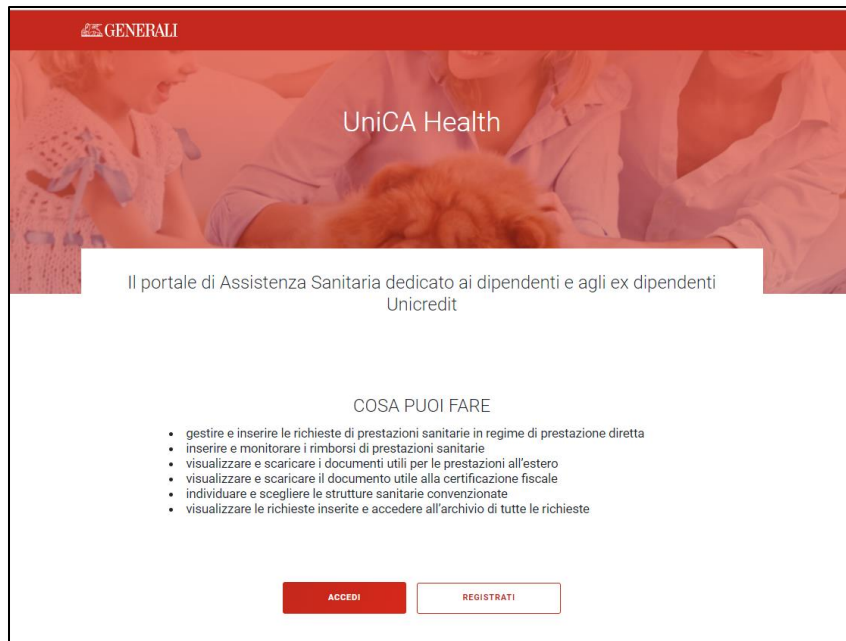 GENERALI
UniCA Health
Il portale di Assistenza Sanitaria dedicato ai dipendenti e agli ex dipendenti
Unicredit
COSA PUOI FARE
• gestire e inserire le richieste di prestazioni sanitarie in regime di prestazione diretta
• inserire e monitorare i rimborsi di prestazioni sanitarie
• visualizzare e scaricare i documenti utili per le prestazioni all'estero
• visualizzare e scaricare il documento utile alla certificazione fiscale
• individuare e scegliere le strutture sanitarie convenzionate
• visualizzare le richieste inserite e accedere all'archivio di tutte le richieste
ACCEDI
REGISTRATI